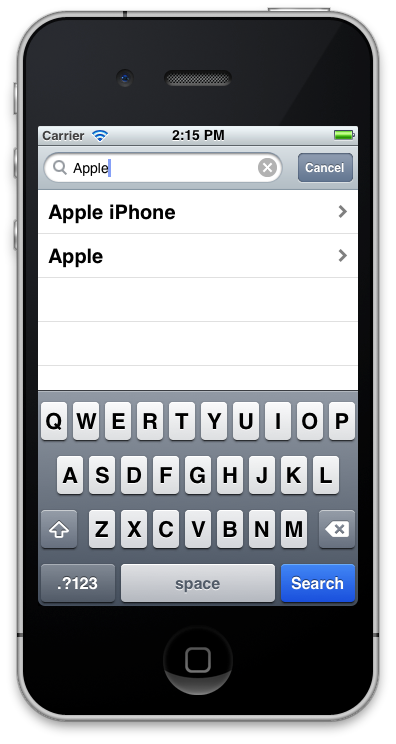 Carrier 2:15 PM
Apple Cancel
Apple iPhone
Apple
Q W E R T Y U I O P
A S D F G H J K L
Z X C V B N M
.?123 space Search